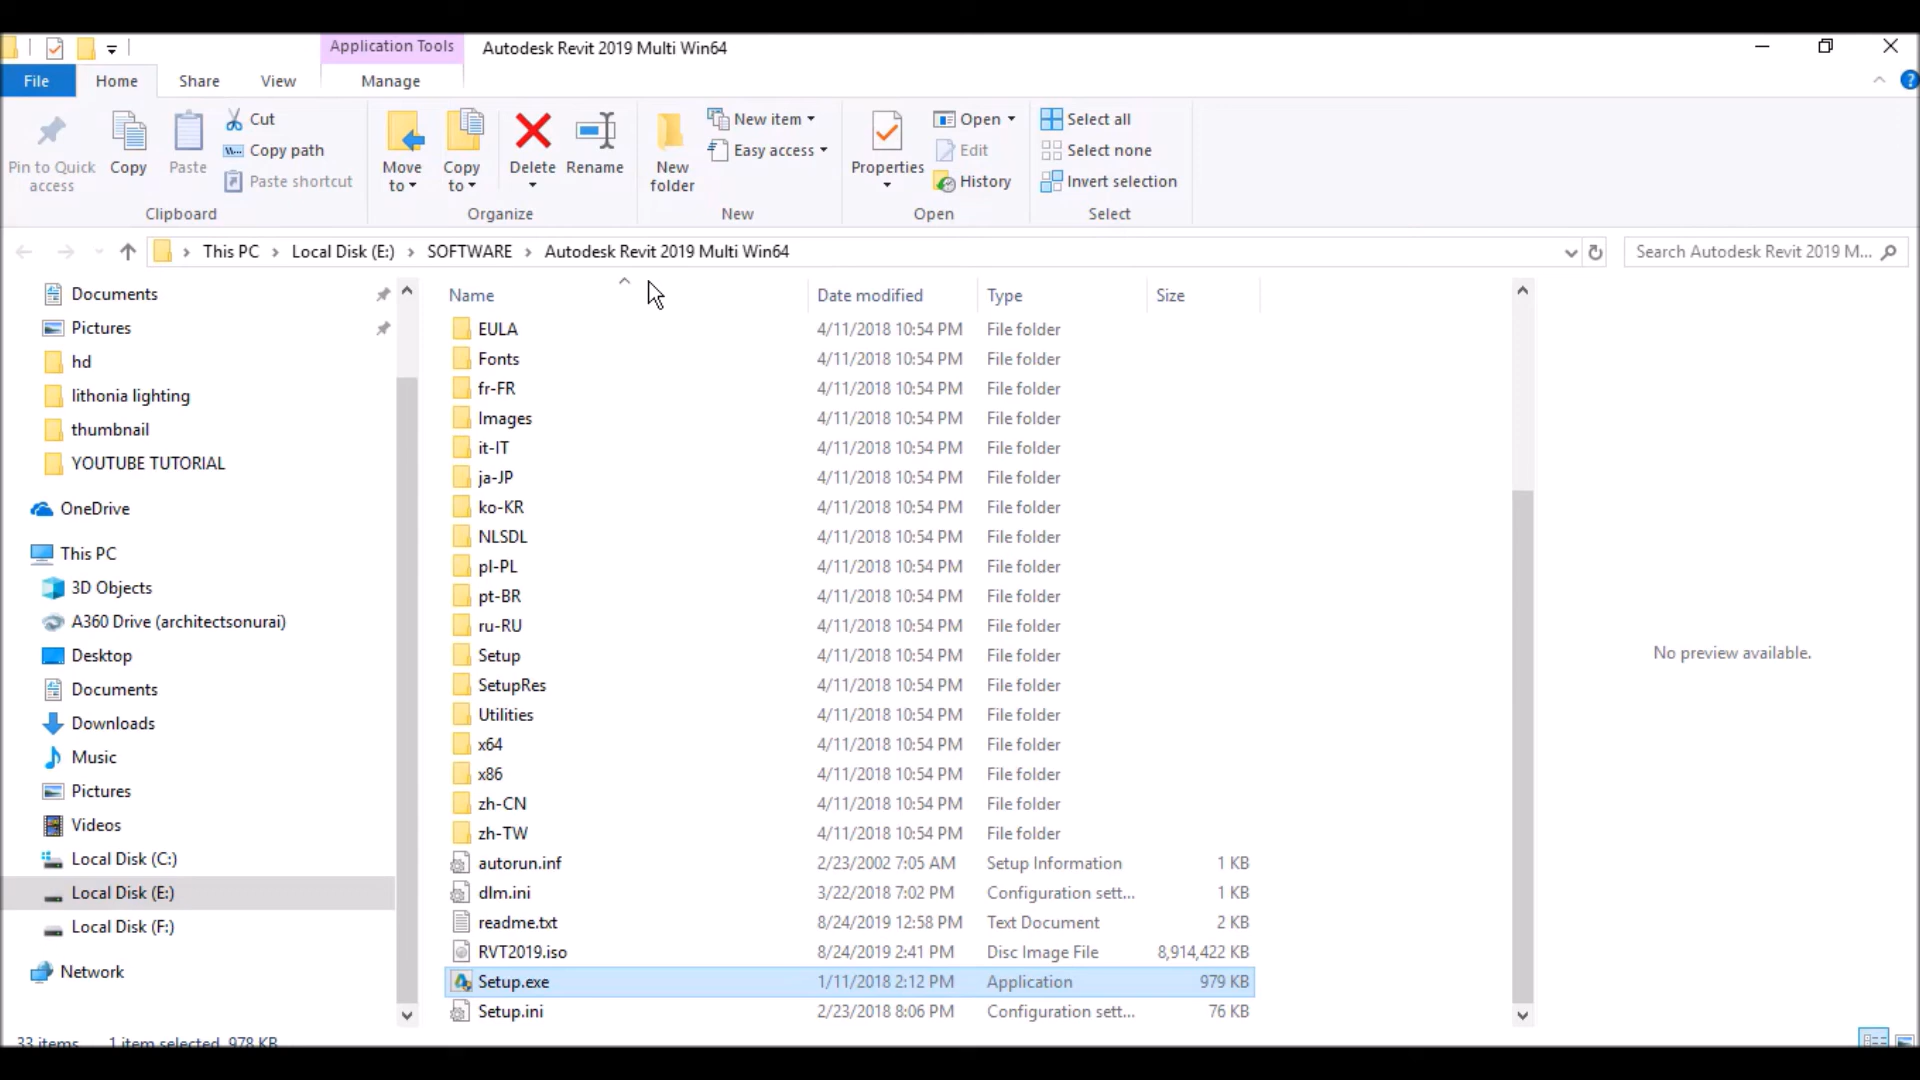 Application Tools
Autodesk Revit 2019 Multi Win64
File
Home
Share
View
Manage
Pin to Quick access
Copy
Paste
Cut
Copy path
Paste shortcut
Clipboard
Move to
Copy to
Delete
Rename
Organize
New folder
New item
Easy access
New
Properties
Open
Edit
History
Open
Select all
Select none
Invert selection
Select
This PC > Local Disk (E:) > SOFTWARE > Autodesk Revit 2019 Multi Win64
Search Autodesk Revit 2019 M...
Documents
Pictures
hd
lithonia lighting
thumbnail
YOUTUBE TUTORIAL
OneDrive
This PC
3D Objects
A360 Drive (architectsonurai)
Desktop
Documents
Downloads
Music
Pictures
Videos
Local Disk (C:)
Local Disk (E:)
Local Disk (F:)
Network
Name Date modified Type Size
EULA 4/11/2018 10:54 PM File folder
Fonts 4/11/2018 10:54 PM File folder
fr-FR 4/11/2018 10:54 PM File folder
Images 4/11/2018 10:54 PM File folder
it-IT 4/11/2018 10:54 PM File folder
ja-JP 4/11/2018 10:54 PM File folder
ko-KR 4/11/2018 10:54 PM File folder
NLSDL 4/11/2018 10:54 PM File folder
pl-PL 4/11/2018 10:54 PM File folder
pt-BR 4/11/2018 10:54 PM File folder
ru-RU 4/11/2018 10:54 PM File folder
Setup 4/11/2018 10:54 PM File folder
SetupRes 4/11/2018 10:54 PM File folder
Utilities 4/11/2018 10:54 PM File folder
x64 4/11/2018 10:54 PM File folder
x86 4/11/2018 10:54 PM File folder
zh-CN 4/11/2018 10:54 PM File folder
zh-TW 4/11/2018 10:54 PM File folder
autorun.inf 2/23/2002 7:05 AM Setup Information 1 KB
dlm.ini 3/22/2018 7:02 PM Configuration sett... 1 KB
readme.txt 8/24/2019 12:58 PM Text Document 2 KB
RVT2019.iso 8/24/2019 2:41 PM Disc Image File 8,914,422 KB
Setup.exe 1/11/2018 2:12 PM Application 979 KB
Setup.ini 2/23/2018 8:06 PM Configuration sett... 76 KB
No preview available.
33 items 1 item selected 978 KB